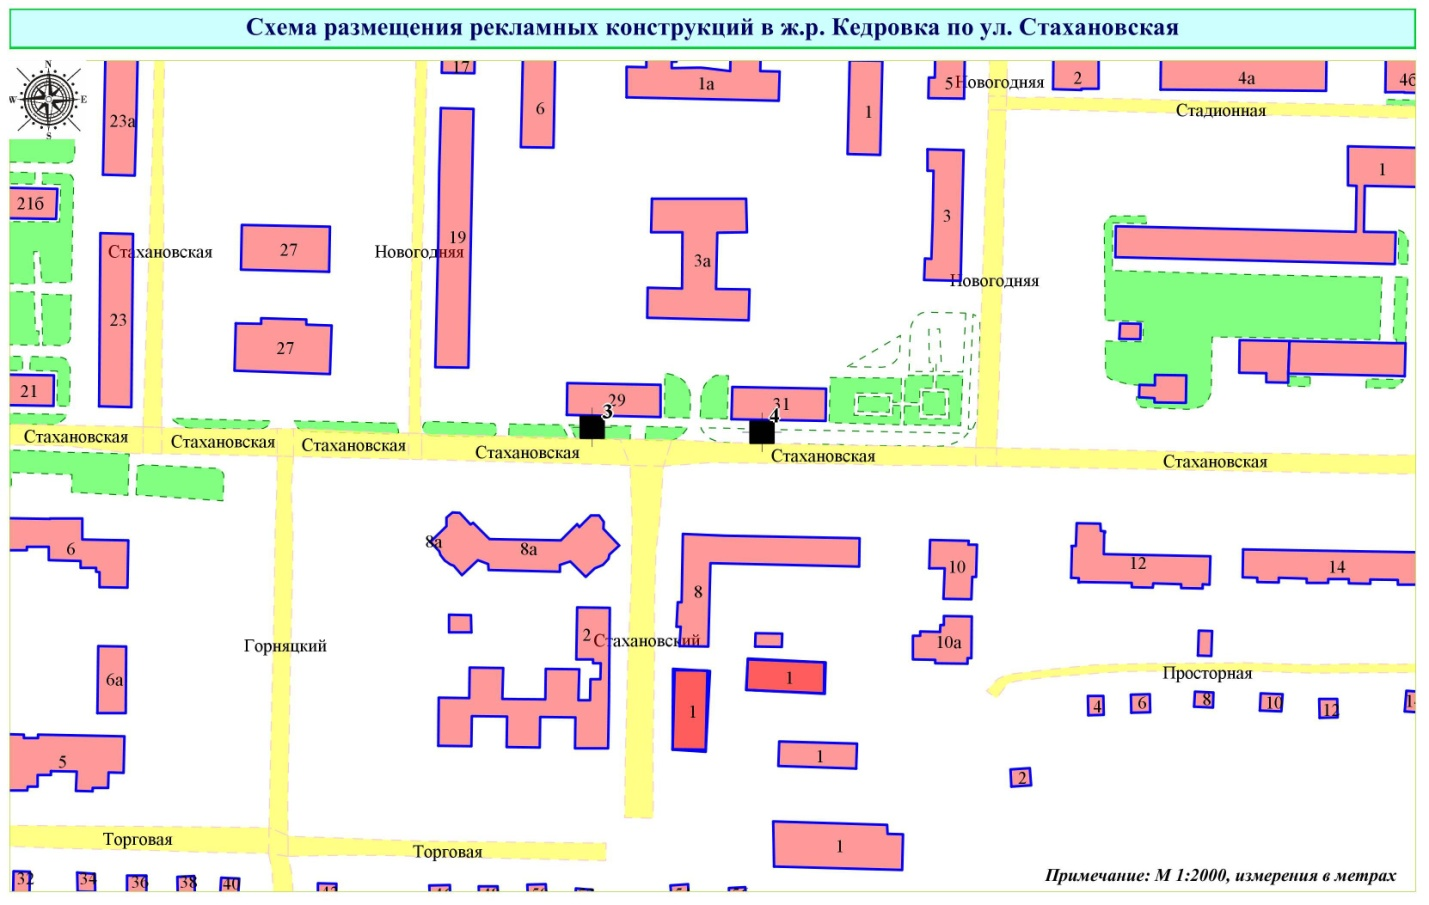 Схема размещения рекламных конструкций в ж.р. Кедровка по ул. Стахановская
N
W E
S
17
1а
5
Новогодняя
2
4а
4б
6
1
Стадионная
23а
1
21б
3
19
27
Стахановская
Новогодняя
3а
Новогодняя
23
27
21
29
31
3
4
Стахановская
Стахановская
Стахановская
Стахановская
Стахановская
Стахановская
6
8а
8а
8
10
12
14
2
Стахановский
Горняцкий
10а
6а
Просторная
1
1
4
6
8
10
12
5
1
2
Торговая
Торговая
1
32
34
36
38
40
Примечание: М 1:2000, измерения в метрах